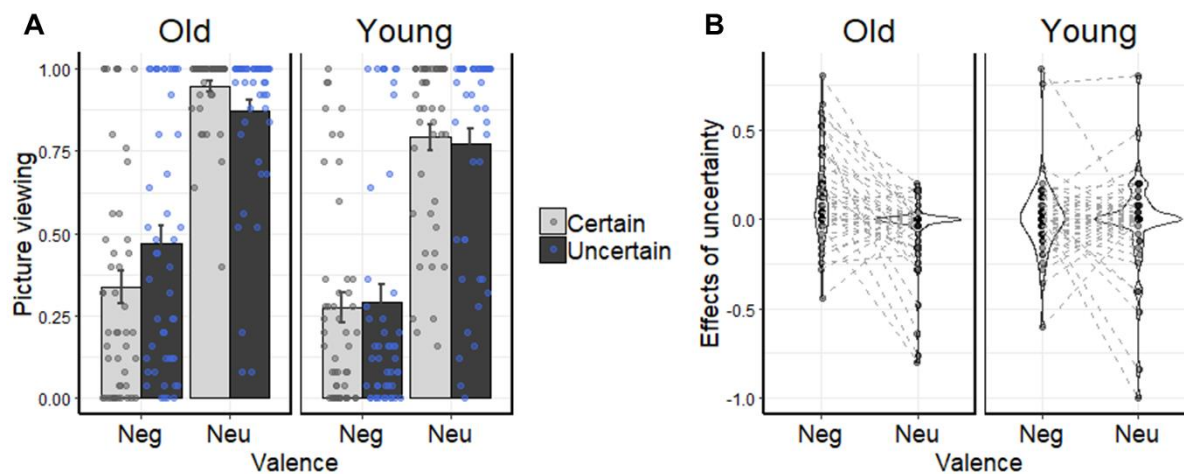 A
Old
Young
Picture viewing
1.00
0.75
0.50
0.25
0.00
Neg
Neu
Neg
Neu
Valence
Certain
Uncertain
B
Old
Young
Effects of uncertainty
0.5
0.0
-0.5
-1.0
Neg
Neu
Neg
Neu
Valence